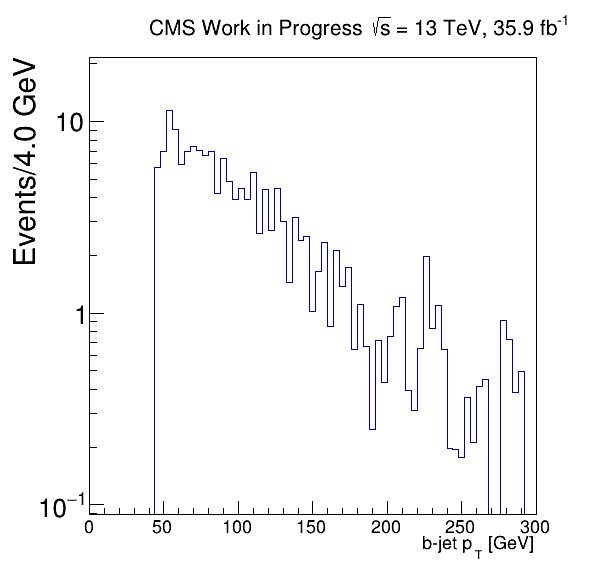 CMS Work in Progress √s = 13 TeV, 35.9 fb⁻¹
Events/4.0 GeV
10
1
10⁻¹
0 50 100 150 200 250 300
b-jet p_T [GeV]